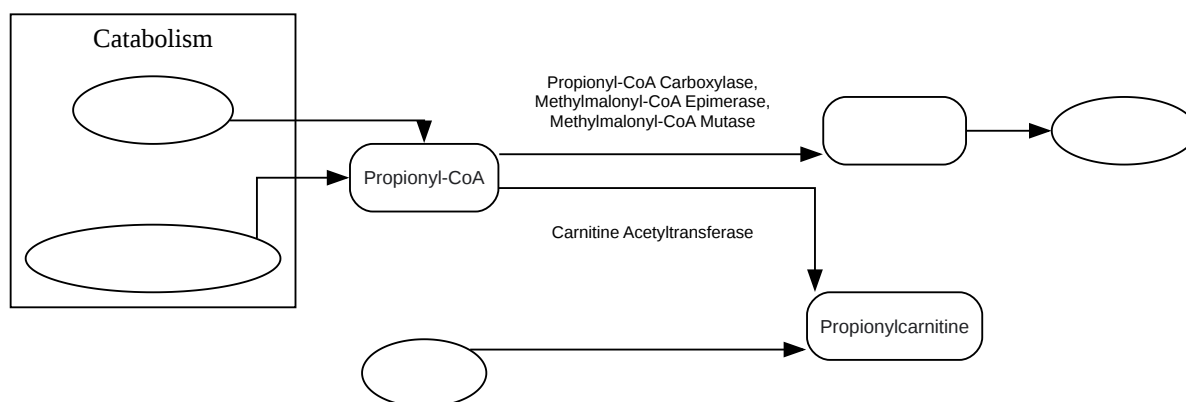 Catabolism
Propionyl-CoA Carboxylase,
Methylmalonyl-CoA Epimerase,
Methylmalonyl-CoA Mutase
Propionyl-CoA
Carnitine Acetyltransferase
Propionylcarnitine